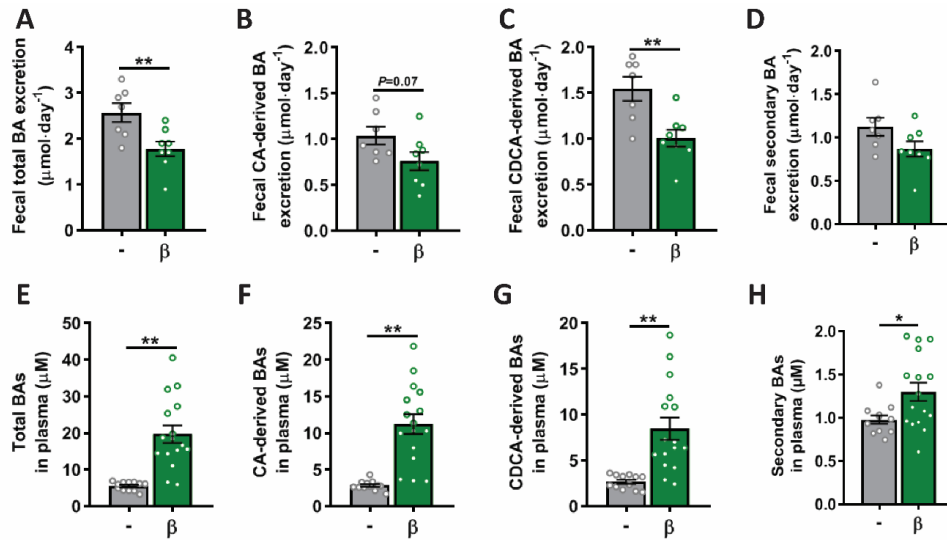 A
Fecal total BA excretion
(μmol·day⁻¹)
4
3
2
1
0
**
-
β
B
Fecal CA-derived BA
excretion (μmol·day⁻¹)
2.0
1.5
1.0
0.5
0.0
P=0.07
-
β
C
Fecal CDCA-derived BA
excretion (μmol·day⁻¹)
2.0
1.5
1.0
0.5
0.0
**
-
β
D
Fecal secondary BA
excretion (μmol·day⁻¹)
2.0
1.5
1.0
0.5
0.0
-
β
E
Total BAs
in plasma (μM)
50
40
30
20
10
0
**
-
β
F
CA-derived BAs
in plasma (μM)
25
20
15
10
5
0
**
-
β
G
CDCA-derived BAs
in plasma (μM)
20
15
10
5
0
**
-
β
H
Secondary BAs
in plasma (μM)
2.0
1.5
1.0
0.5
0.0
*
-
β